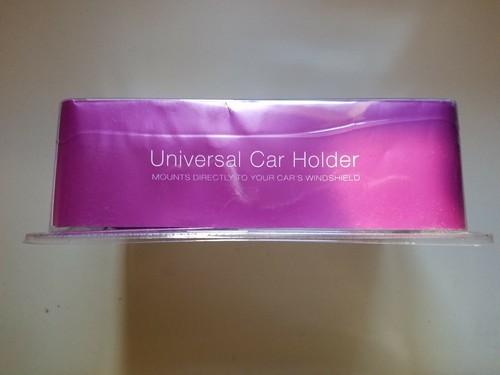 Universal Car Holder
MOUNTS DIRECTLY TO YOUR CAR'S WINDSHIELD